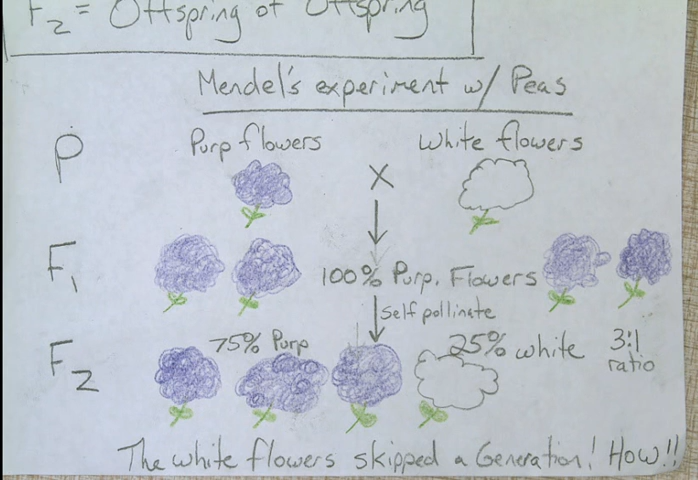 F2 = Offspring of Offspring
Mendel's experiment w/ Peas
P
Purp flowers
White flowers
X
F1
100% Purp. Flowers
self pollinate
F2
75% Purp
25% white
3:1
ratio
The white flowers skipped a Generation! How!!